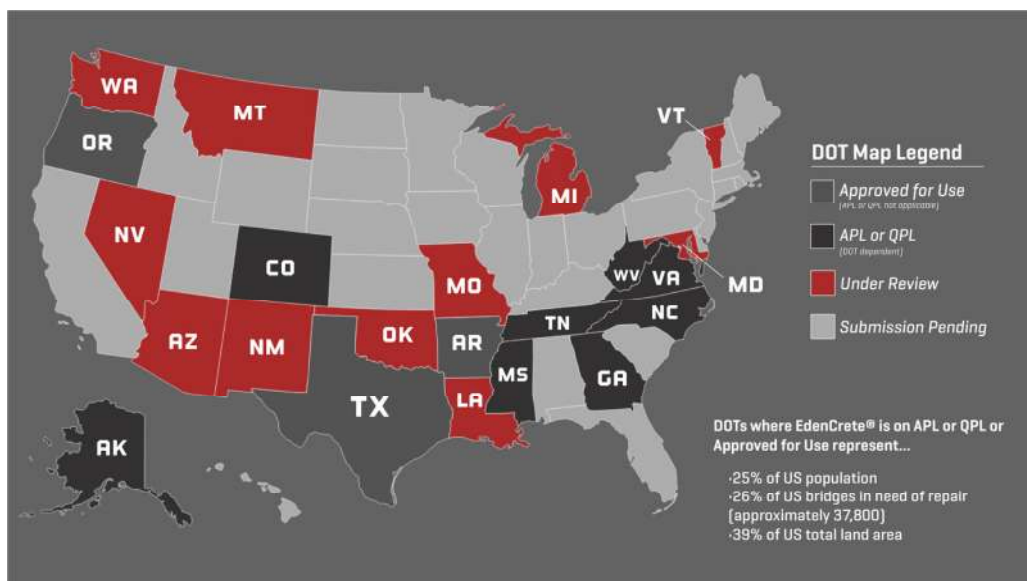 WA
MT
VT
OR
DOT Map Legend
MI
Approved for Use
(APL or QPL not applicable)
NV
APL or QPL
(DOT dependent)
CO
WV
VA
MO
MD
Under Review
NC
TN
Submission Pending
AZ
NM
OK
AR
MS
GA
LA
TX
DOTs where EdenCrete® is on APL or QPL or
Approved for Use represent...
AK
·25% of US population
·26% of US bridges in need of repair
(approximately 37,800)
·39% of US total land area